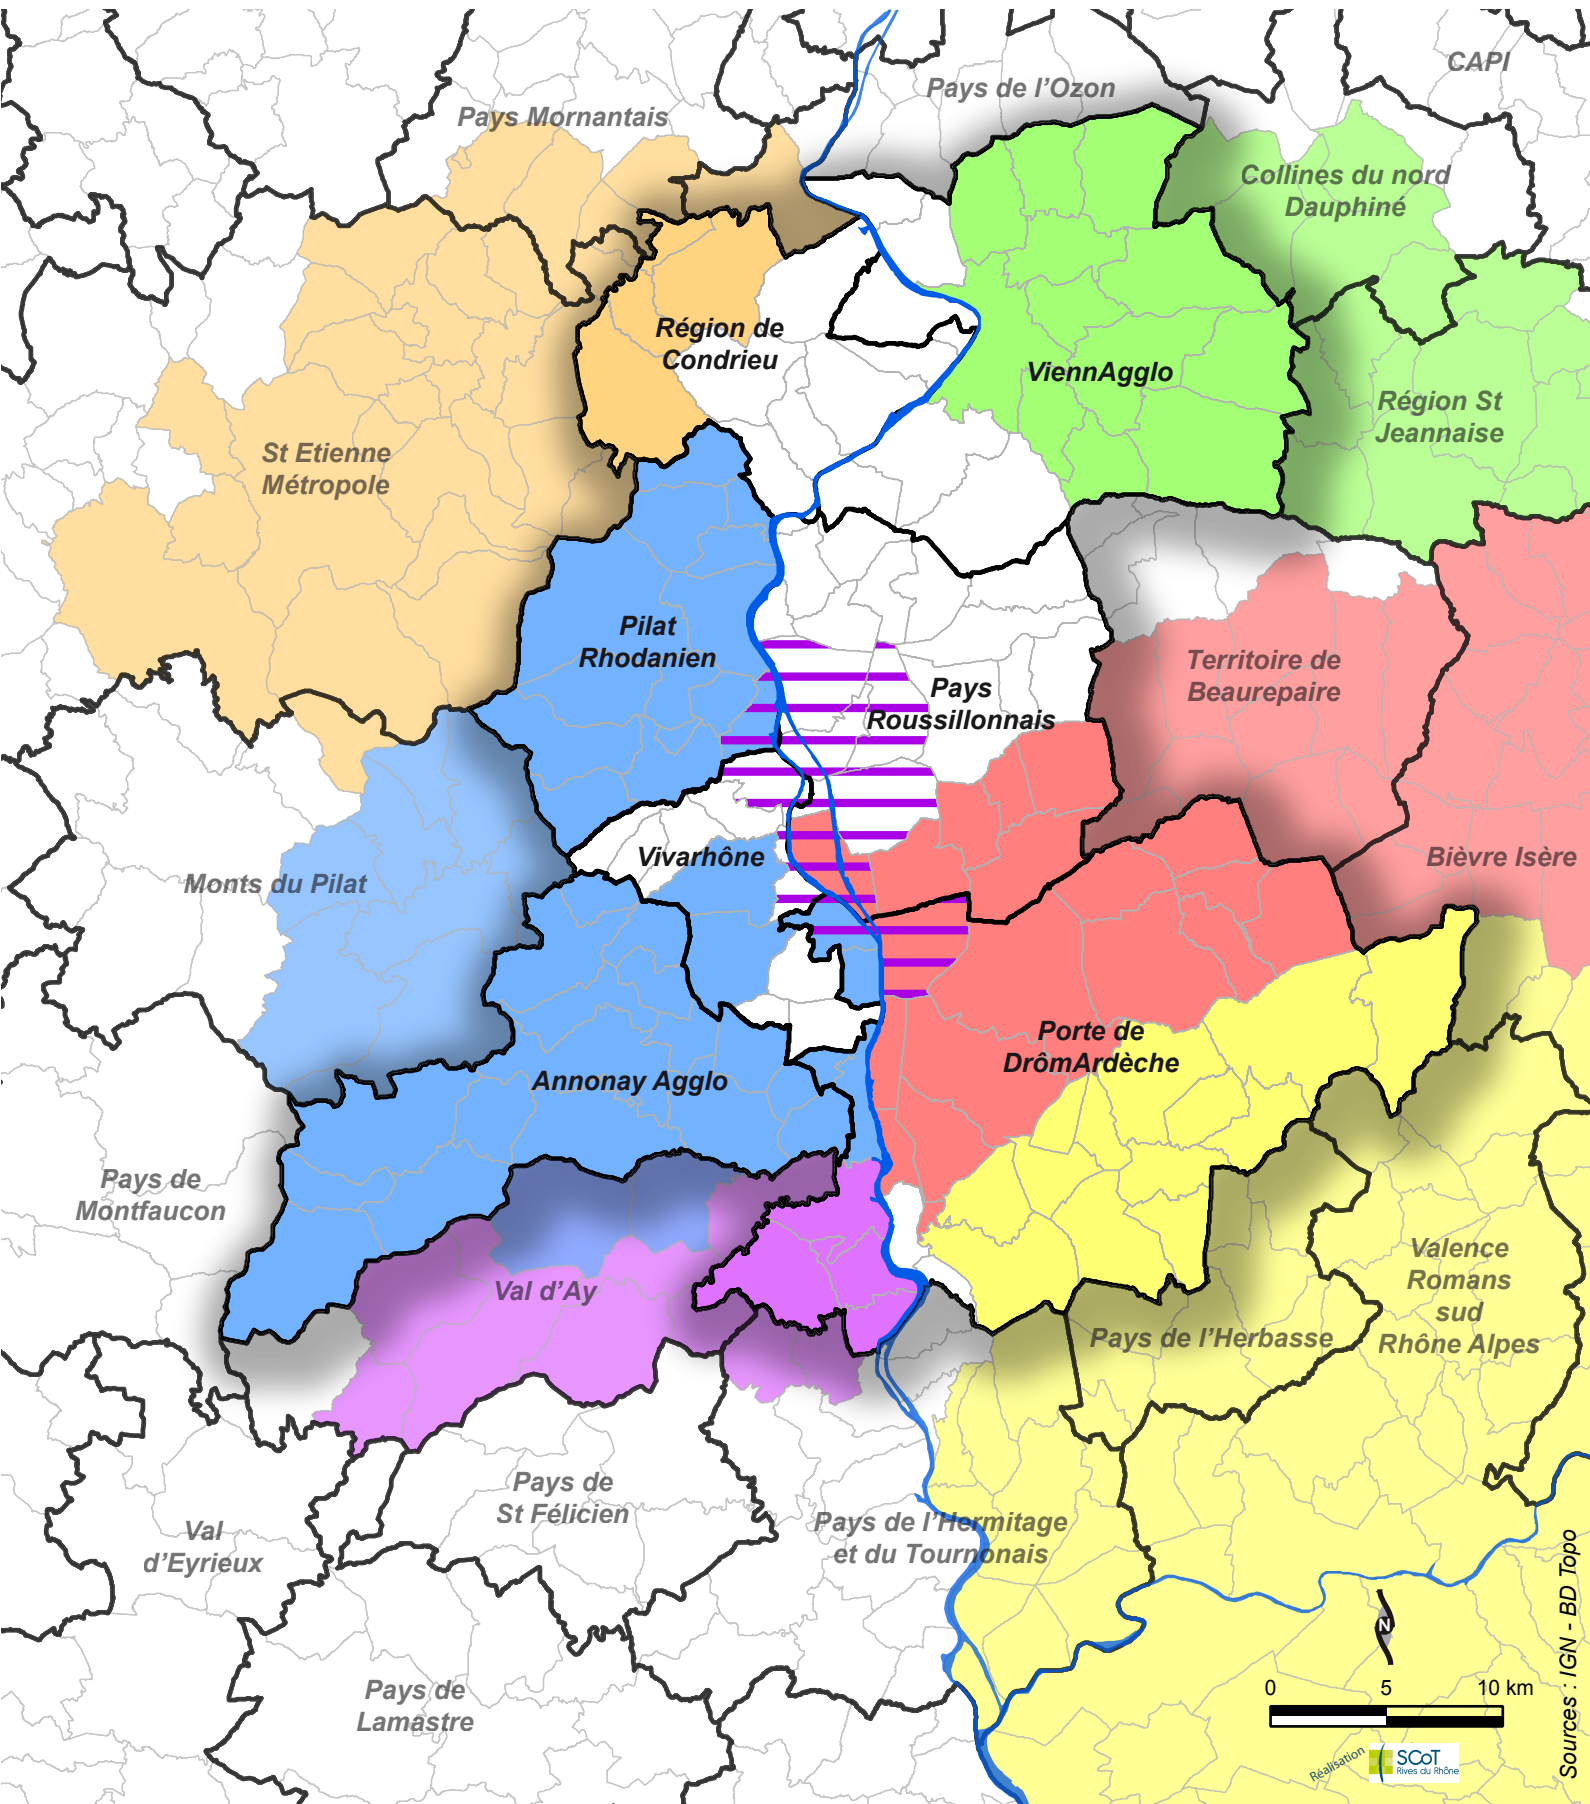 CAPI
Pays de l'Ozon
Pays Mornantais
Collines du nord
Dauphiné
Région de
Condrieu
ViennAgglo
Région St
Jeannaise
St Etienne
Métropole
Pilat
Rhodanien
Pays
Roussillonnais
Territoire de
Beaurepaire
Vivarhône
Bièvre Isère
Monts du Pilat
Porte de
DrômArdèche
Annonay Agglo
Pays de
Montfaucon
Val d'Ay
Valence
Romans
sud
Rhône Alpes
Pays de l'Herbasse
Pays de
St Félicien
Val
d'Eyrieux
Pays de l'Hermitage
et du Tournonais
Pays de
Lamastre
N
0 5 10 km
Réalisation
SCoT
Rives du Rhône
Sources : IGN - BD Topo